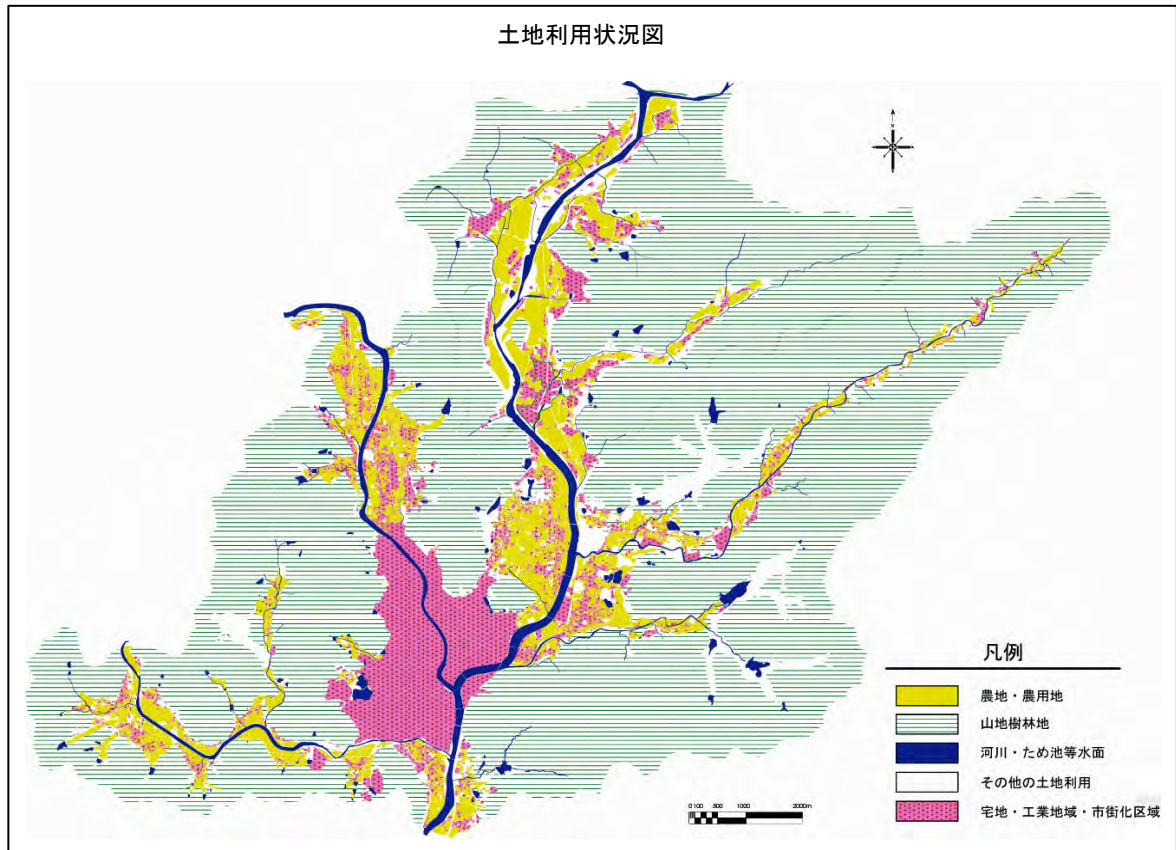 土地利用状況図
N
凡例
農地・農用地
山地樹林地
河川・ため池等水面
その他の土地利用
宅地・工業地域・市街化区域
0 100 500 1000 2000m